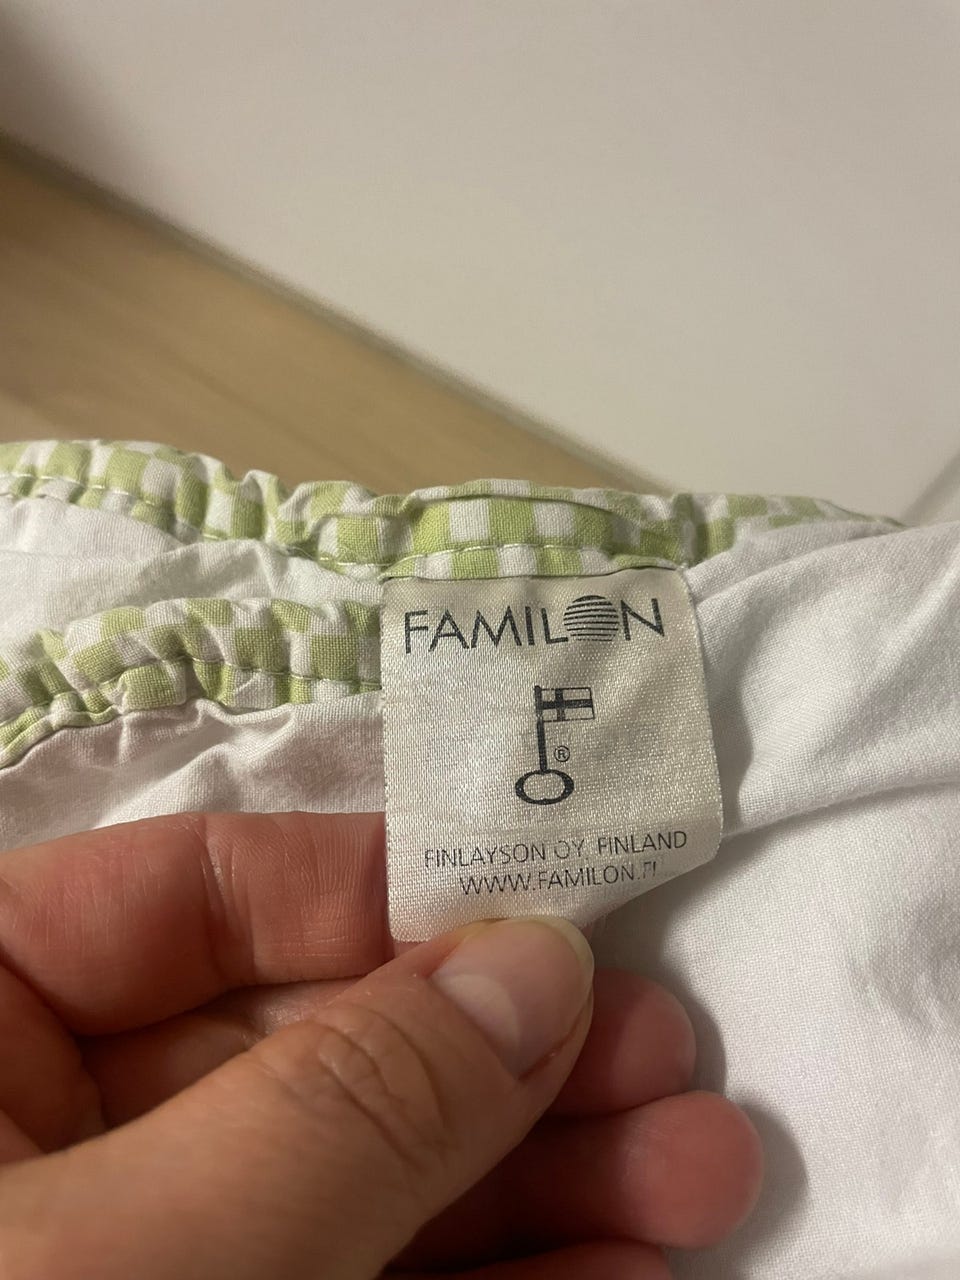 FAMILON
®
FINLAYSON OY, FINLAND
WWW.FAMILON.FI